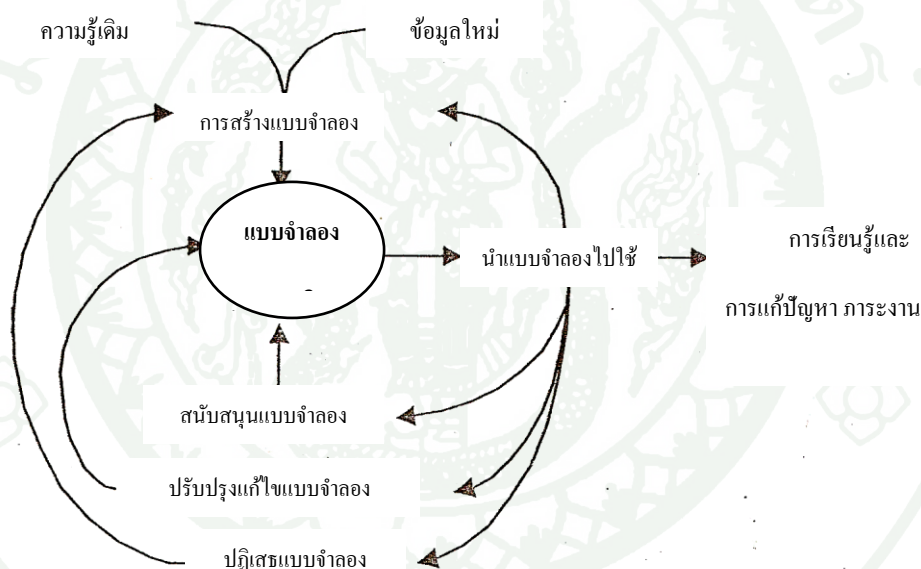 ความรู้เดิม
ข้อมูลใหม่
การสร้างแบบจำลอง
แบบจำลอง
นำแบบจำลองไปใช้
การเรียนรู้และ
การแก้ปัญหา ภาระงาน
สนับสนุนแบบจำลอง
ปรับปรุงแก้ไขแบบจำลอง
ปฏิเสธแบบจำลอง